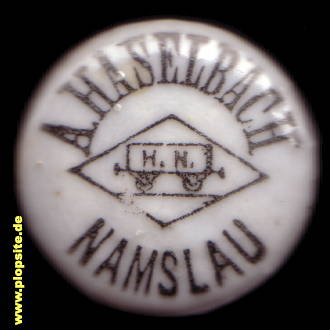 A. HASELBACH
H. N.
NAMSLAU
www.plopsite.de